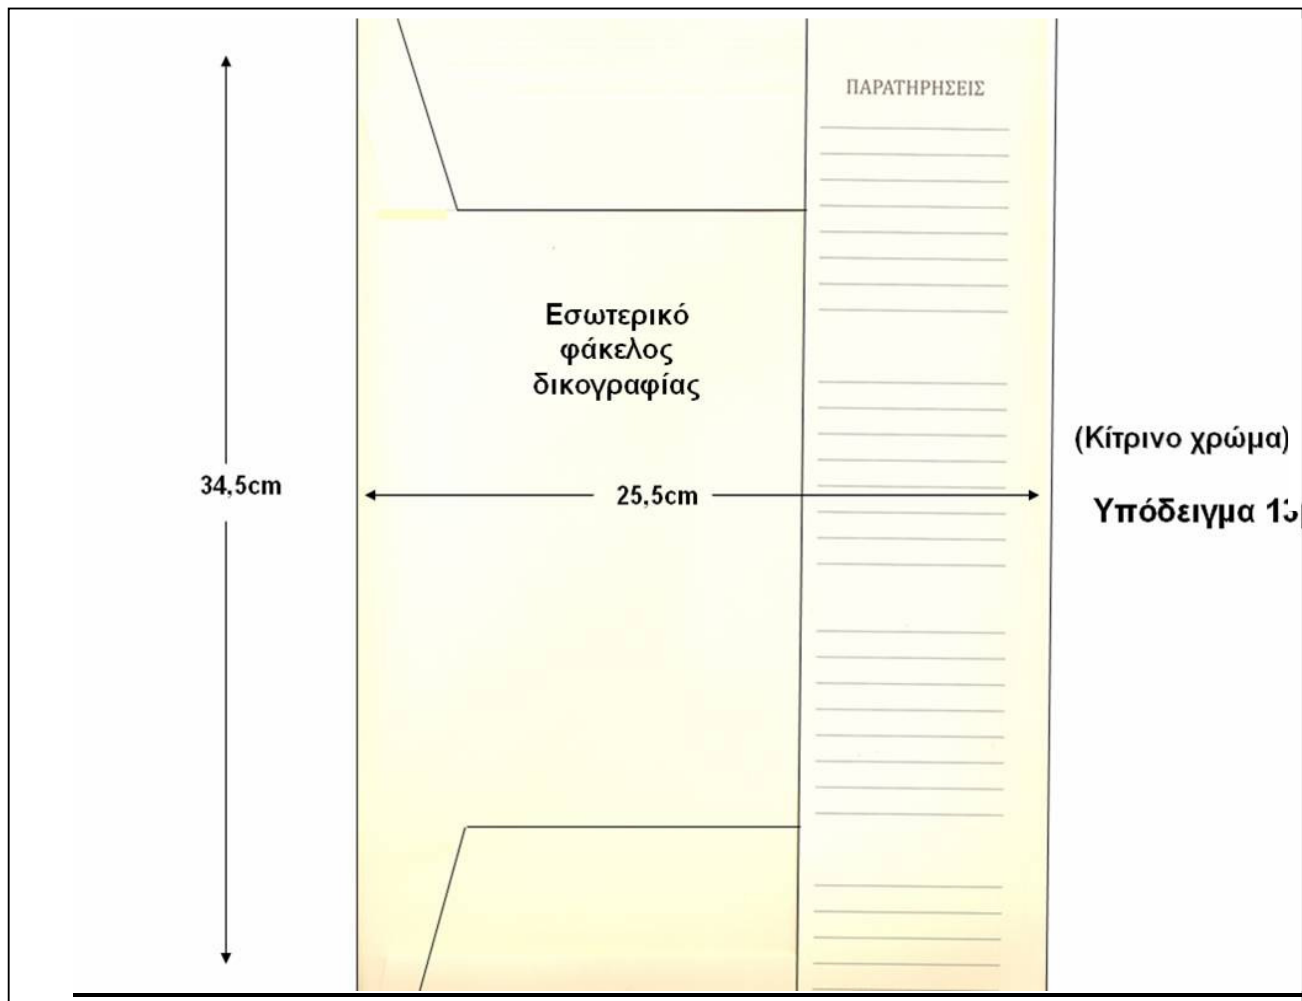 ΠΑΡΑΤΗΡΗΣΕΙΣ
Εσωτερικό
φάκελος
δικογραφίας
(Κίτρινο χρώμα)
34,5cm
25,5cm
Υπόδειγμα